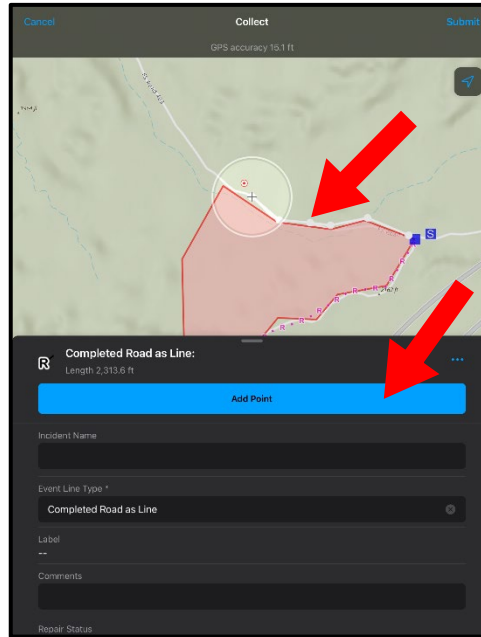 Cancel Collect Submit
GPS accuracy 16.1 ft
S
R R R R R R R
Completed Road as Line:
Length 2,313.6 ft
Add Point
Incident Name
Event Line Type *
Completed Road as Line
Label
--
Comments
Repair Status